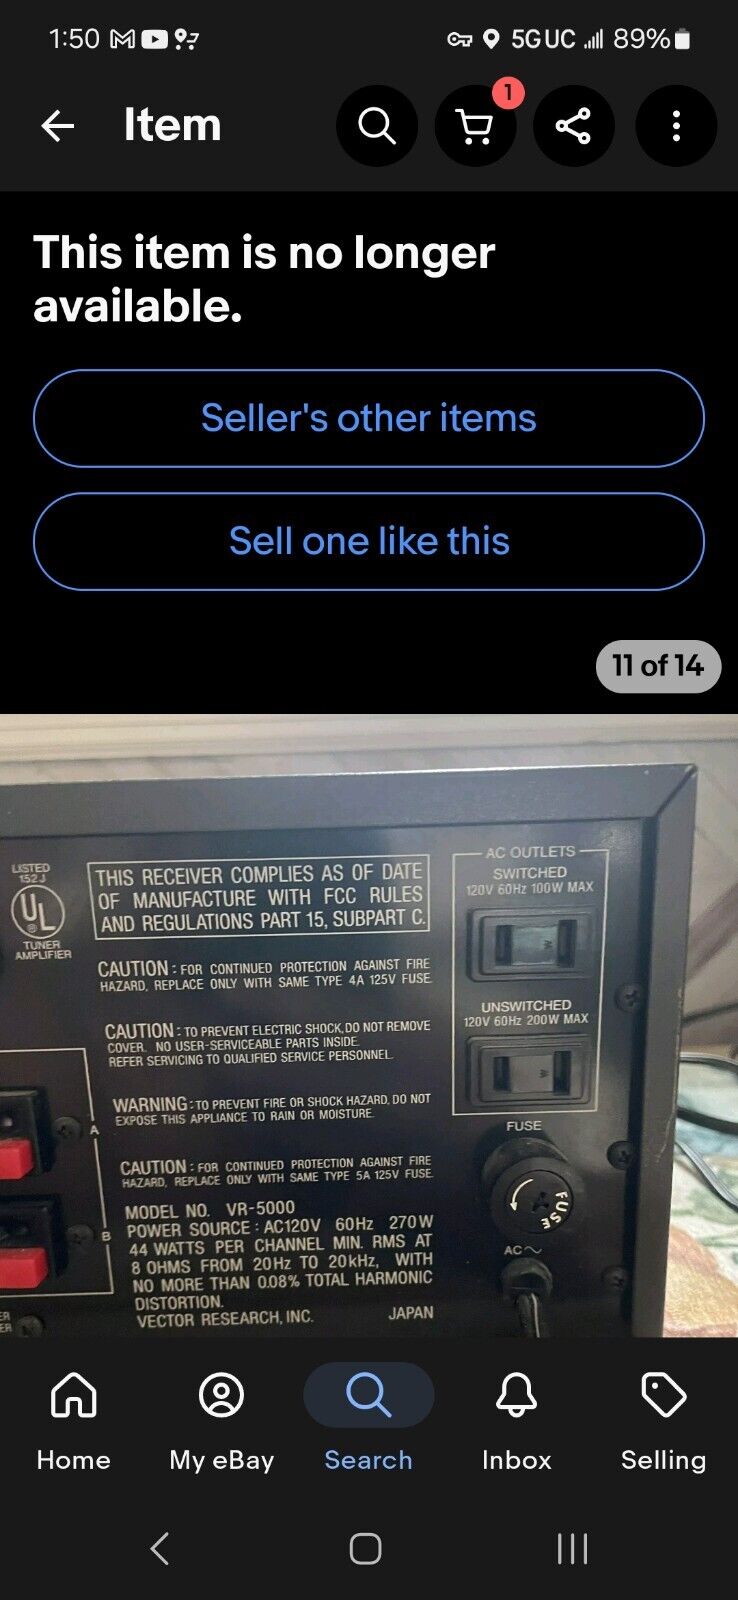 1:50
5G UC 89%
Item
1
This item is no longer
available.
Seller's other items
Sell one like this
11 of 14
LISTED
152J
UL
TUNER
AMPLIFIER
THIS RECEIVER COMPLIES AS OF DATE
OF MANUFACTURE WITH FCC RULES
AND REGULATIONS PART 15, SUBPART C.
CAUTION : FOR CONTINUED PROTECTION AGAINST FIRE
HAZARD, REPLACE ONLY WITH SAME TYPE 4A 125V FUSE.
CAUTION : TO PREVENT ELECTRIC SHOCK, DO NOT REMOVE
COVER. NO USER-SERVICEABLE PARTS INSIDE.
REFER SERVICING TO QUALIFIED SERVICE PERSONNEL.
WARNING : TO PREVENT FIRE OR SHOCK HAZARD, DO NOT
EXPOSE THIS APPLIANCE TO RAIN OR MOISTURE.
CAUTION : FOR CONTINUED PROTECTION AGAINST FIRE
HAZARD, REPLACE ONLY WITH SAME TYPE 5A 125V FUSE.
MODEL NO. VR-5000
POWER SOURCE : AC120V 60Hz 270W
44 WATTS PER CHANNEL MIN. RMS AT
8 OHMS FROM 20Hz TO 20kHz, WITH
NO MORE THAN 0.08% TOTAL HARMONIC
DISTORTION.
VECTOR RESEARCH, INC. JAPAN
A
B
AC OUTLETS
SWITCHED
120V 60Hz 100W MAX
UNSWITCHED
120V 60Hz 200W MAX
FUSE
FUSE
AC~
Home
My eBay
Search
Inbox
Selling